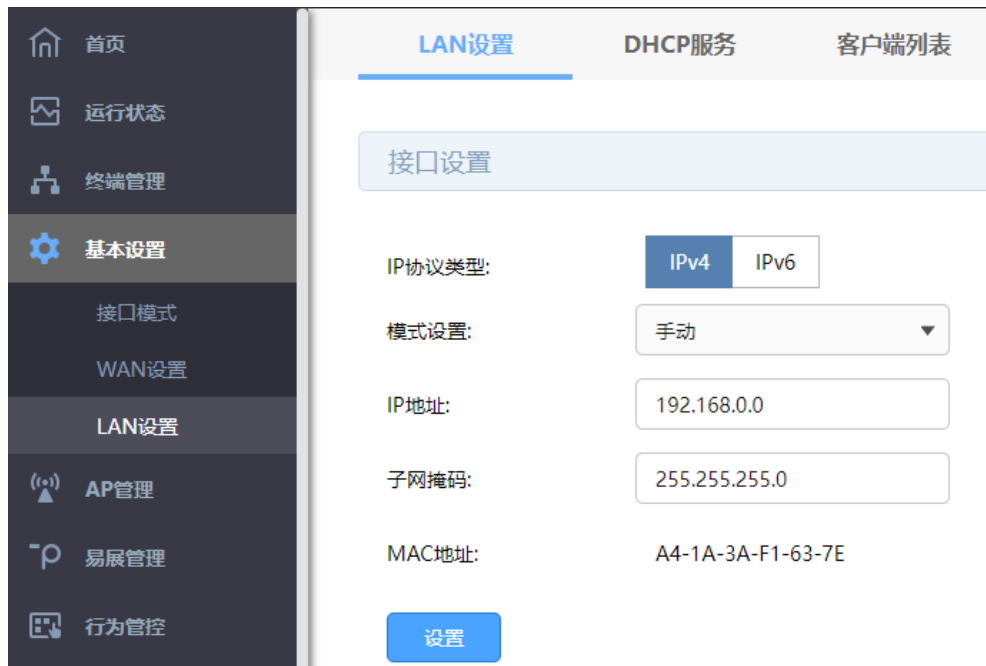 首页
运行状态
终端管理
基本设置
接口模式
WAN设置
LAN设置
AP管理
易展管理
行为管控
LAN设置 DHCP服务 客户端列表
接口设置
IP协议类型: IPv4 IPv6
模式设置: 手动
IP地址: 192.168.0.0
子网掩码: 255.255.255.0
MAC地址: A4-1A-3A-F1-63-7E
设置